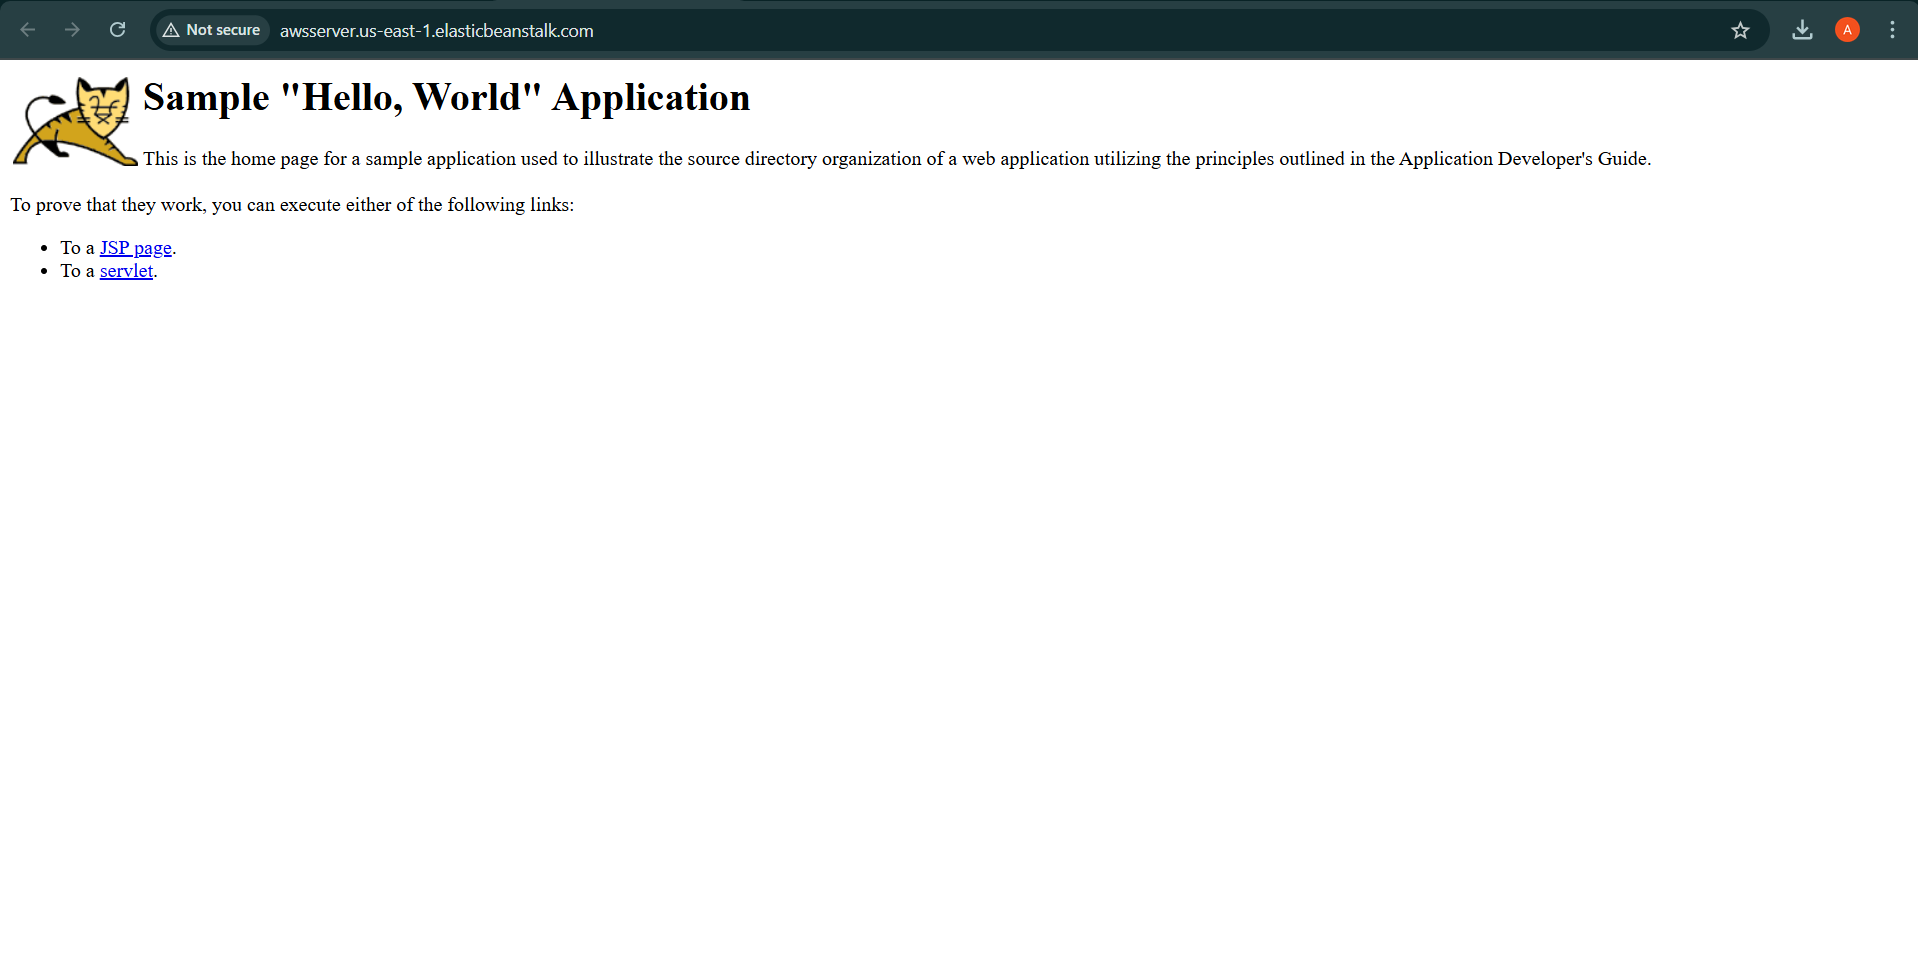 Not secure awsserver.us-east-1.elasticbeanstalk.com A
Sample "Hello, World" Application
This is the home page for a sample application used to illustrate the source directory organization of a web application utilizing the principles outlined in the Application Developer's Guide.
To prove that they work, you can execute either of the following links:
• To a JSP page.
• To a servlet.